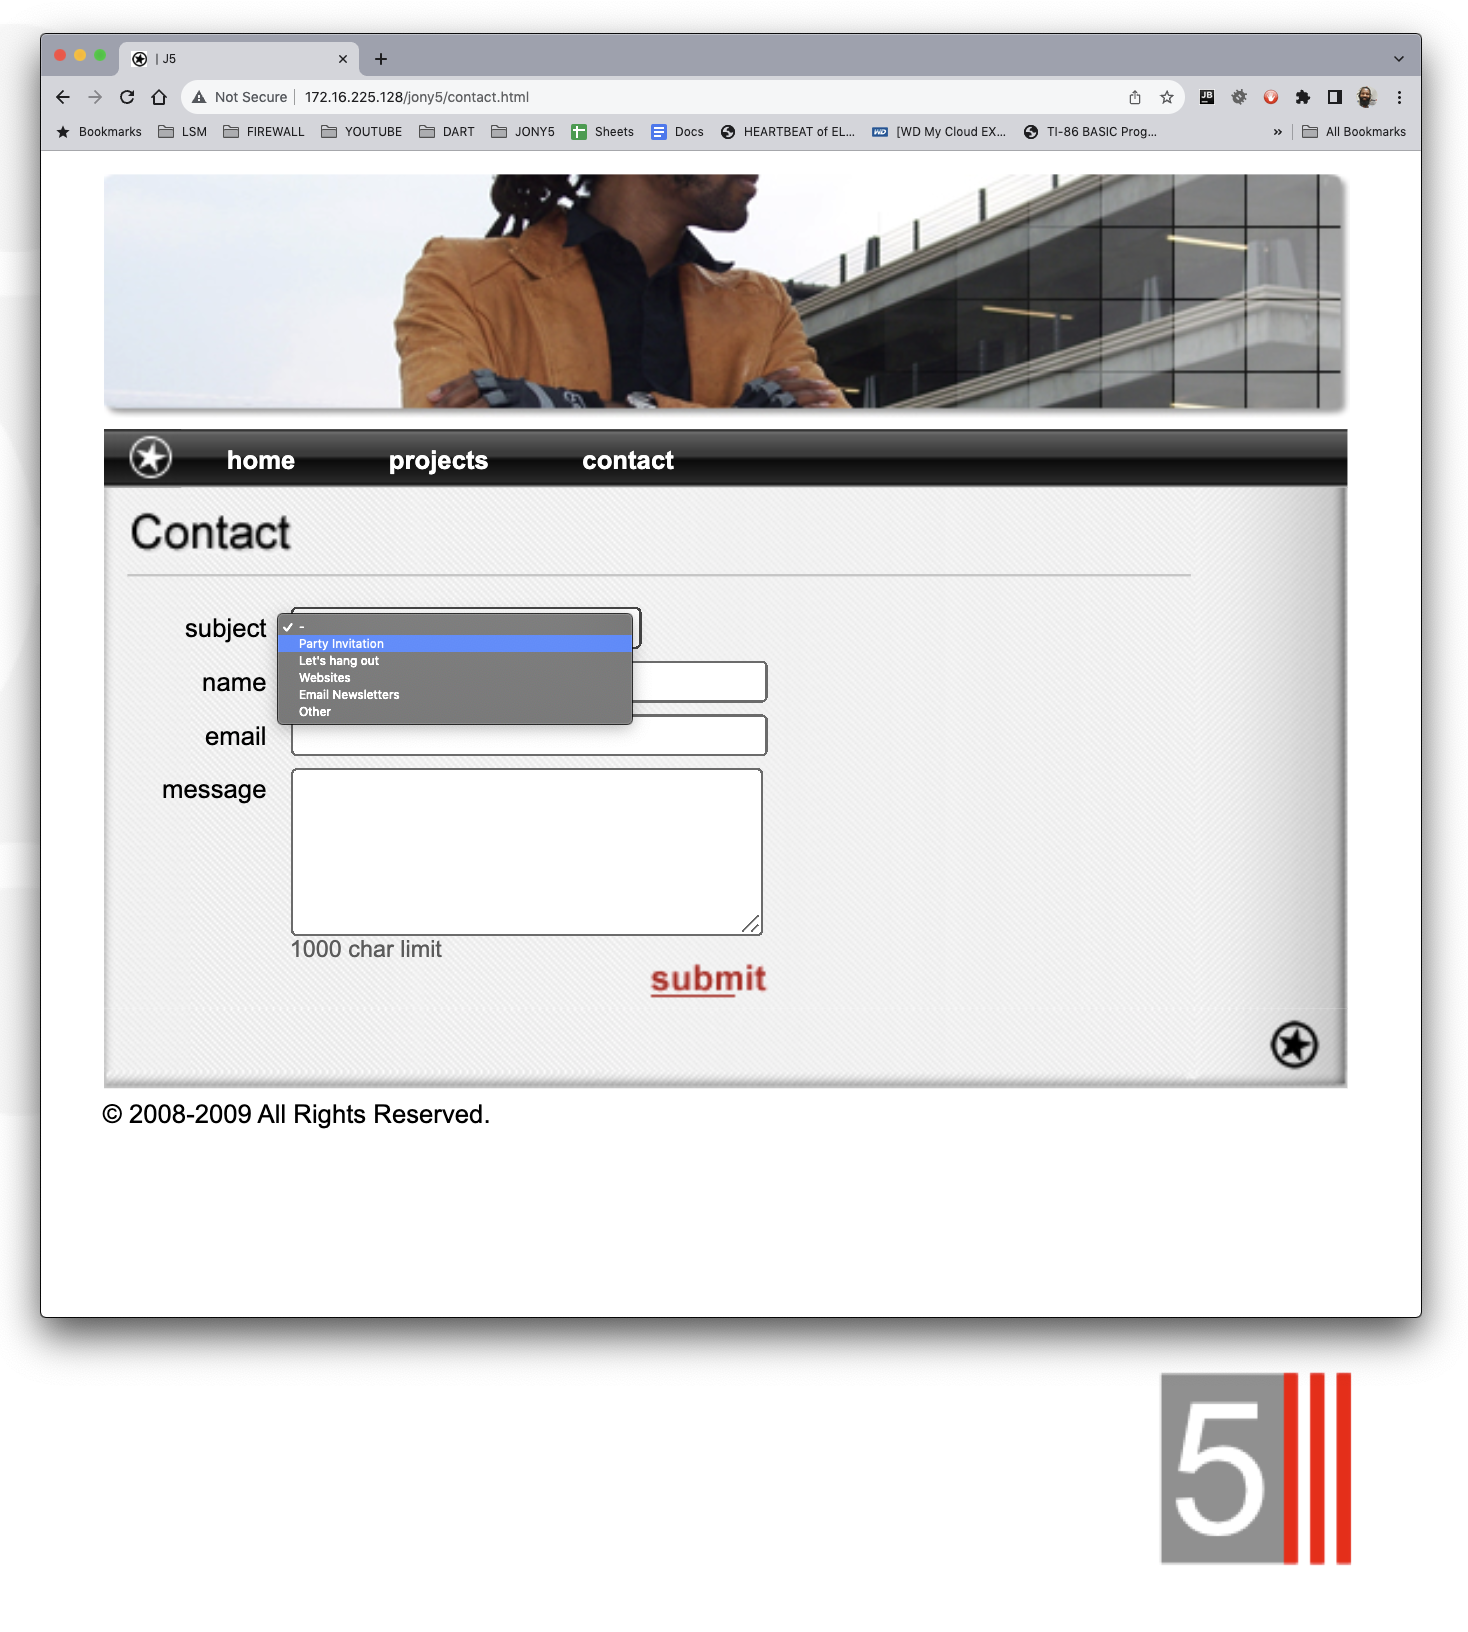 | J5
Not Secure 172.16.225.128/jony5/contact.html
JB
Bookmarks LSM FIREWALL YOUTUBE DART JONY5 Sheets Docs HEARTBEAT of EL... WD [WD My Cloud EX... TI-86 BASIC Prog... » All Bookmarks
home projects contact
Contact
subject
-
Party Invitation
Let's hang out
Websites
Email Newsletters
Other
name
email
message
1000 char limit
submit
© 2008-2009 All Rights Reserved.
5